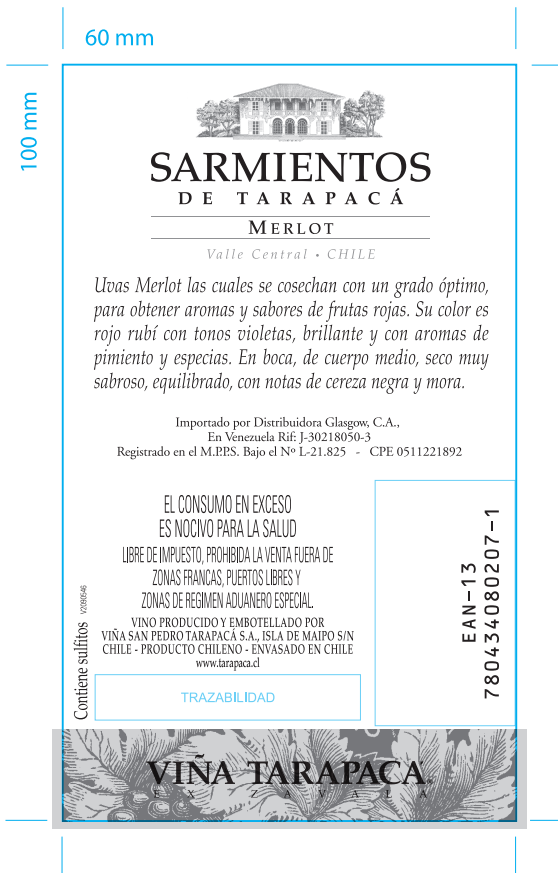 60 mm
100 mm
SARMIENTOS
DE TARAPACÁ
MERLOT
Valle Central • CHILE
Uvas Merlot las cuales se cosechan con un grado óptimo,
para obtener aromas y sabores de frutas rojas. Su color es
rojo rubí con tonos violetas, brillante y con aromas de
pimiento y especias. En boca, de cuerpo medio, seco muy
sabroso, equilibrado, con notas de cereza negra y mora.
Importado por Distribuidora Glasgow, C.A.,
En Venezuela Rif: J-30218050-3
Registrado en el M.P.P.S. Bajo el Nº L-21.825 - CPE 0511221892
EL CONSUMO EN EXCESO
ES NOCIVO PARA LA SALUD
LIBRE DE IMPUESTO, PROHIBIDA LA VENTA FUERA DE
ZONAS FRANCAS, PUERTOS LIBRES Y
ZONAS DE REGIMEN ADUANERO ESPECIAL.
VINO PRODUCIDO Y EMBOTELLADO POR
VIÑA SAN PEDRO TARAPACÁ S.A., ISLA DE MAIPO S/N
CHILE - PRODUCTO CHILENO - ENVASADO EN CHILE
www.tarapaca.cl
Contiene sulfitos
V2090546
EAN-13
780434080207-1
TRAZABILIDAD
VIÑA TARAPACA
EX ZAVALA